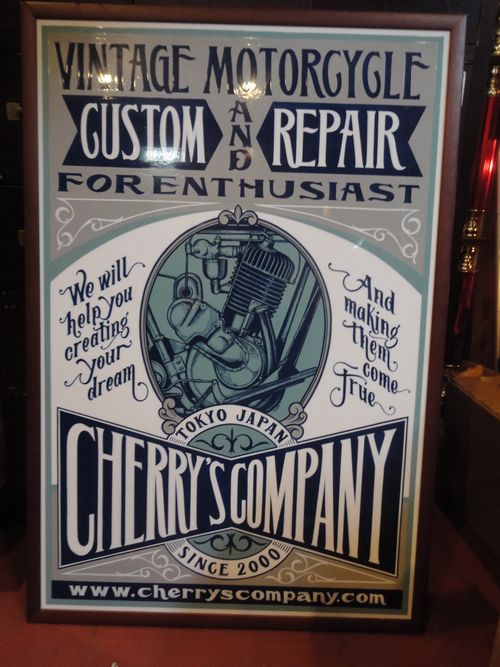 VINTAGE MOTORCYCLE
CUSTOM AND REPAIR
FOR ENTHUSIAST
We will
help you
creating
your
dream
And
making
them
come
True
TOKYO JAPAN
CHERRY'S COMPANY
SINCE 2000
www.cherryscompany.com